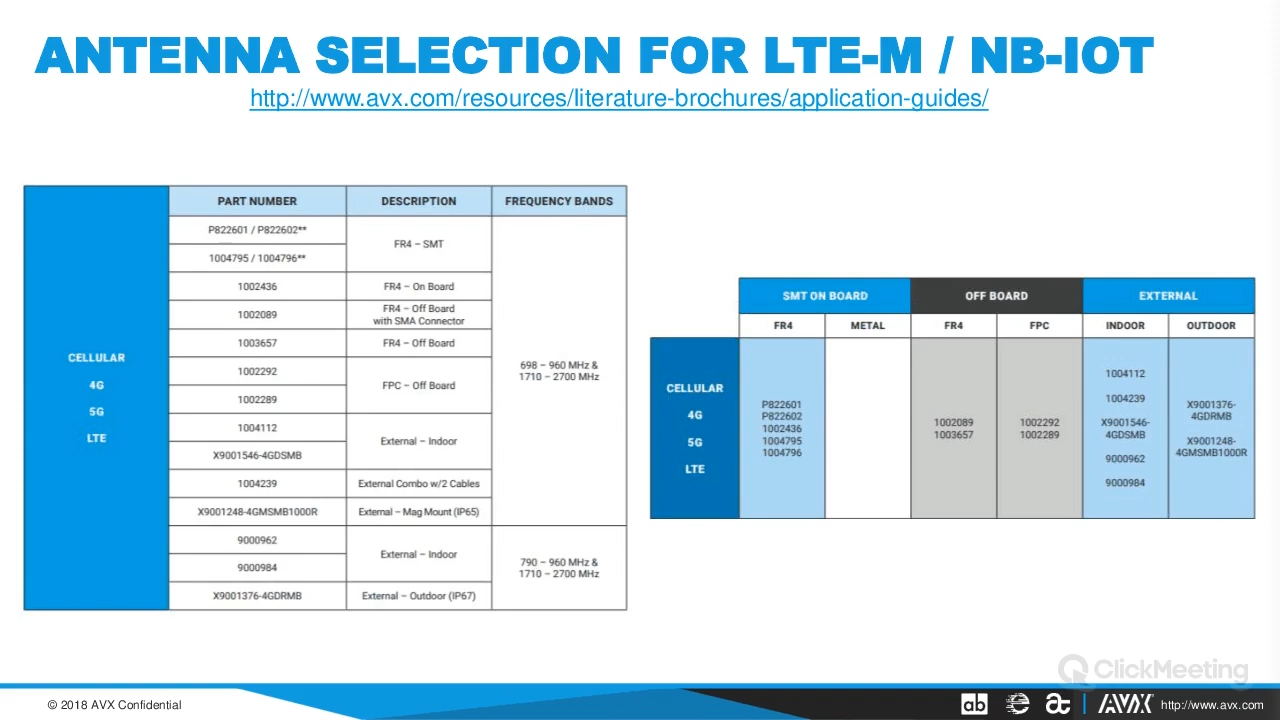 ANTENNA SELECTION FOR LTE-M / NB-IOT
http://www.avx.com/resources/literature-brochures/application-guides/
PART NUMBER DESCRIPTION FREQUENCY BANDS
CELLULAR
4G
5G
LTE
P822601 / P822602**
1004795 / 1004796**
FR4 – SMT
1002436 FR4 – On Board
1002089 FR4 – Off Board
with SMA Connector
1003657 FR4 – Off Board
1002292
1002289
FPC – Off Board
1004112
X9001546-4GDSMB
External – Indoor
1004239 External Combo w/2 Cables
X9001248-4GMSMB1000R External – Mag Mount (IP65)
698 – 960 MHz &
1710 – 2700 MHz
9000962
9000984
External – Indoor
X9001376-4GDRMB External – Outdoor (IP67)
790 – 960 MHz &
1710 – 2700 MHz
SMT ON BOARD OFF BOARD EXTERNAL
FR4 METAL FR4 FPC INDOOR OUTDOOR
CELLULAR
4G
5G
LTE
P822601
P822602
1002436
1004795
1004796
1002089
1003657
1002292
1002289
1004112
1004239
X9001546-
4GDSMB
9000962
9000984
X9001376-
4GDRMB
X9001248-
4GMSMB1000R
ClickMeeting
© 2018 AVX Confidential
ab
AVX
http://www.avx.com